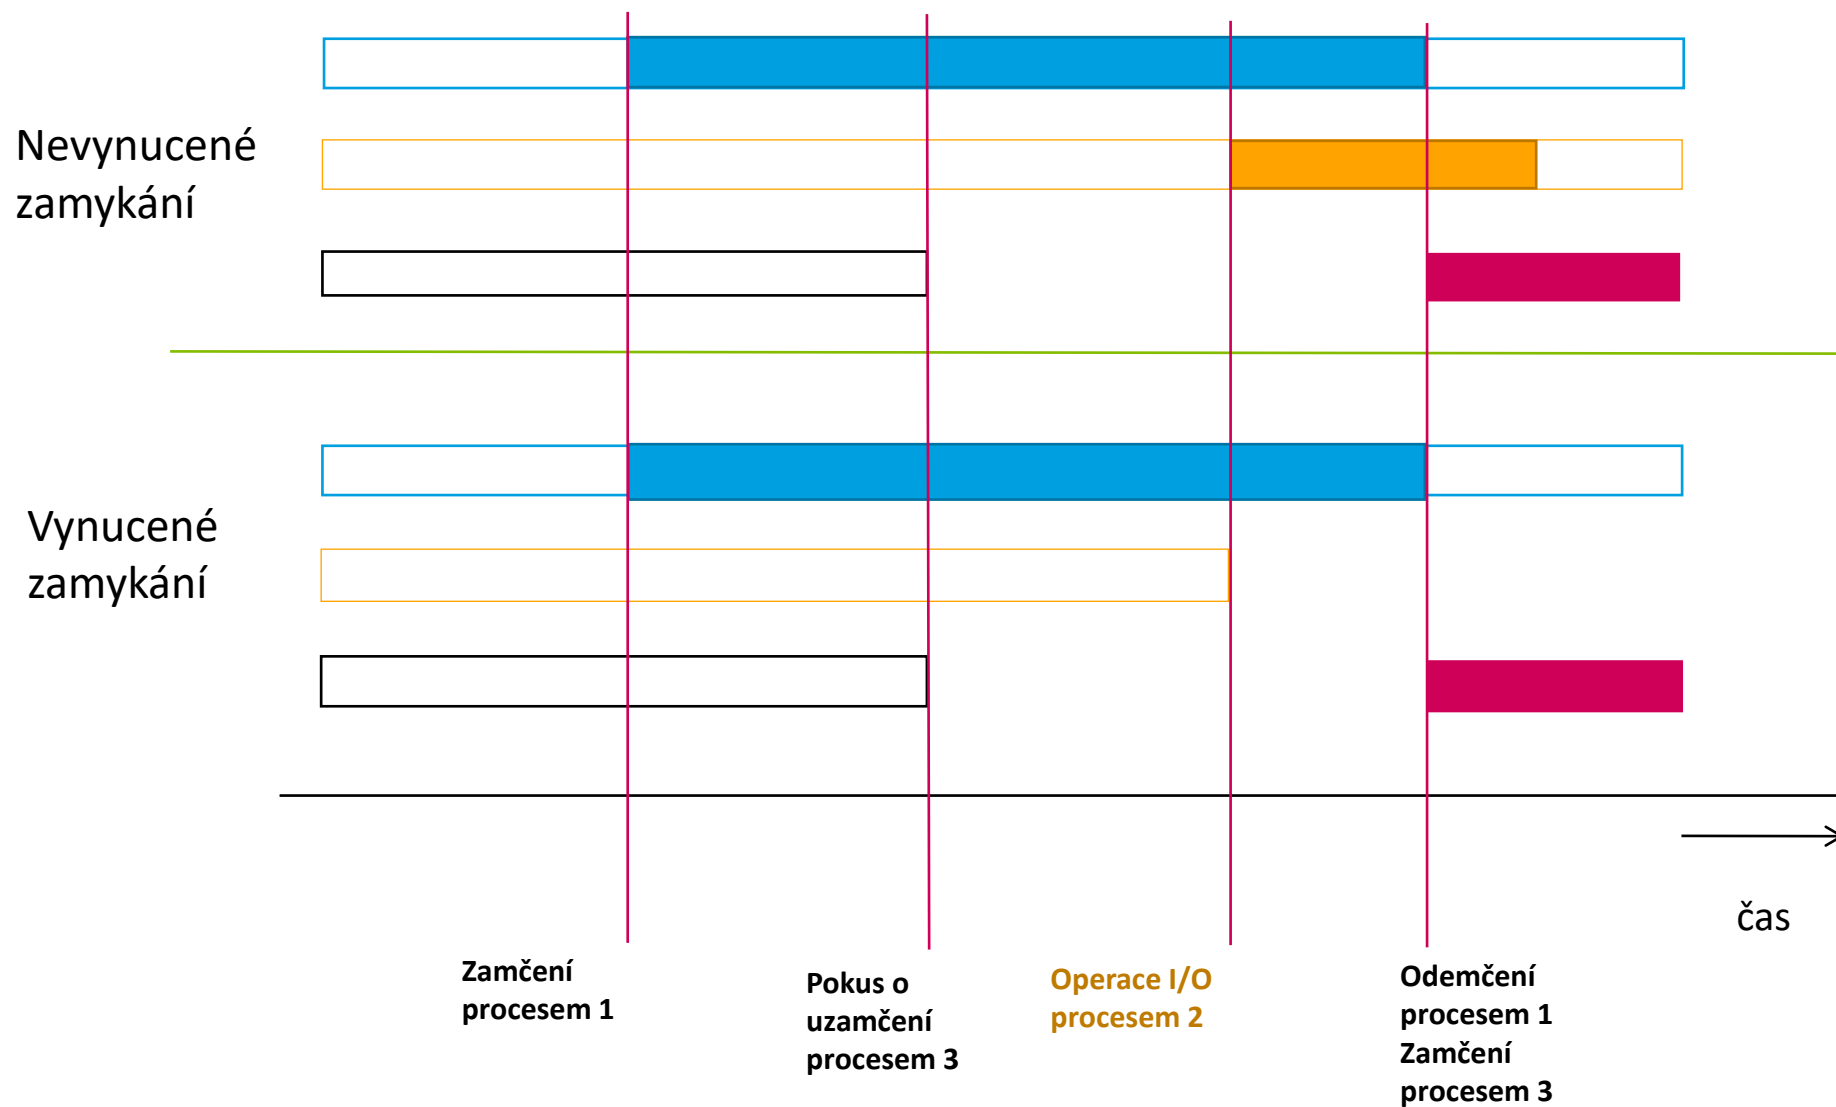 Nevynucené
zamykání
Vynucené
zamykání
čas
Zamčení
procesem 1
Pokus o
uzamčení
procesem 3
Operace I/O
procesem 2
Odemčení
procesem 1
Zamčení
procesem 3